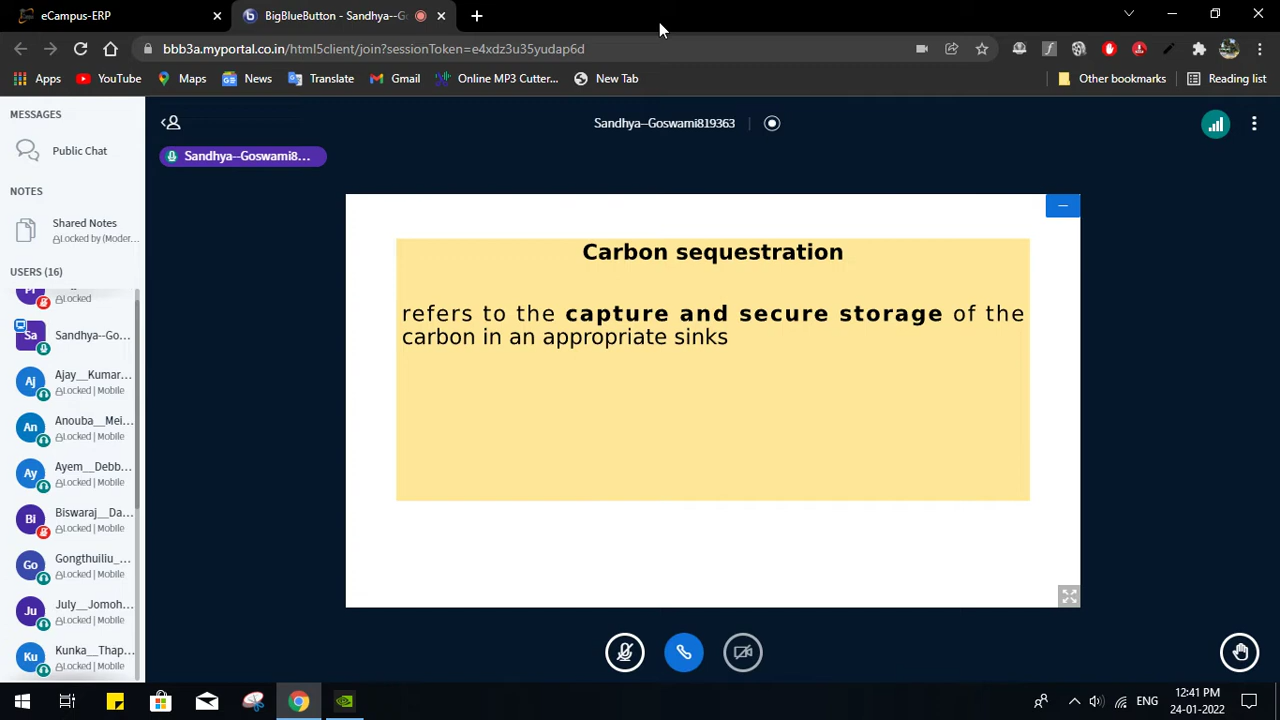 eCampus-ERP
BigBlueButton - Sandhya--Go
bbb3a.myportal.co.in/html5client/join?sessionToken=e4xdz3u35yudap6d
Apps
YouTube
Maps
News
Translate
Gmail
Online MP3 Cutter...
New Tab
Other bookmarks
Reading list
MESSAGES
Public Chat
NOTES
Shared Notes
Locked by (Moder...
USERS (16)
Locked
Sa
Sandhya--Go...
Aj
Ajay__Kumar...
Locked | Mobile
An
Anouba__Mei...
Locked | Mobile
Ay
Ayem__Debb...
Locked | Mobile
Bi
Biswaraj__Da...
Locked | Mobile
Go
Gongthuiliu_...
Locked | Mobile
Ju
July__Jomoh...
Locked | Mobile
Ku
Kunka__Thap...
Locked | Mobile
Sandhya--Goswami819363
Sandhya--Goswami8...
Carbon sequestration
refers to the capture and secure storage of the
carbon in an appropriate sinks
ENG
12:41 PM
24-01-2022